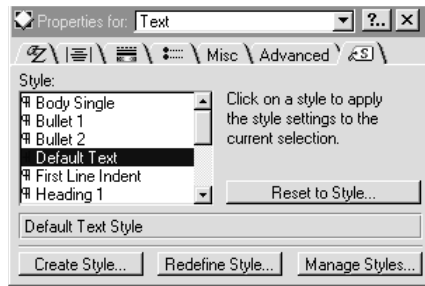 Properties for: Text ?..
Misc Advanced S
Style:
¶ Body Single
¶ Bullet 1
¶ Bullet 2
Default Text
¶ First Line Indent
¶ Heading 1
Click on a style to apply
the style settings to the
current selection.
Reset to Style...
Default Text Style
Create Style... Redefine Style... Manage Styles...